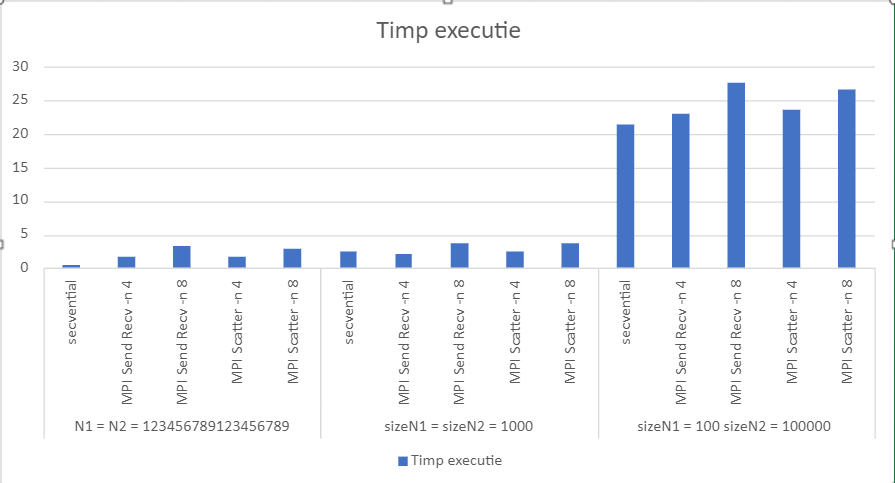 Timp executie
30
25
20
15
10
5
0
secvential
MPI Send Recv -n 4
MPI Send Recv -n 8
MPI Scatter -n 4
MPI Scatter -n 8
secvential
MPI Send Recv -n 4
MPI Send Recv -n 8
MPI Scatter -n 4
MPI Scatter -n 8
secvential
MPI Send Recv -n 4
MPI Send Recv -n 8
MPI Scatter -n 4
MPI Scatter -n 8
N1 = N2 = 123456789123456789
sizeN1 = sizeN2 = 1000
sizeN1 = 100 sizeN2 = 100000
Timp executie